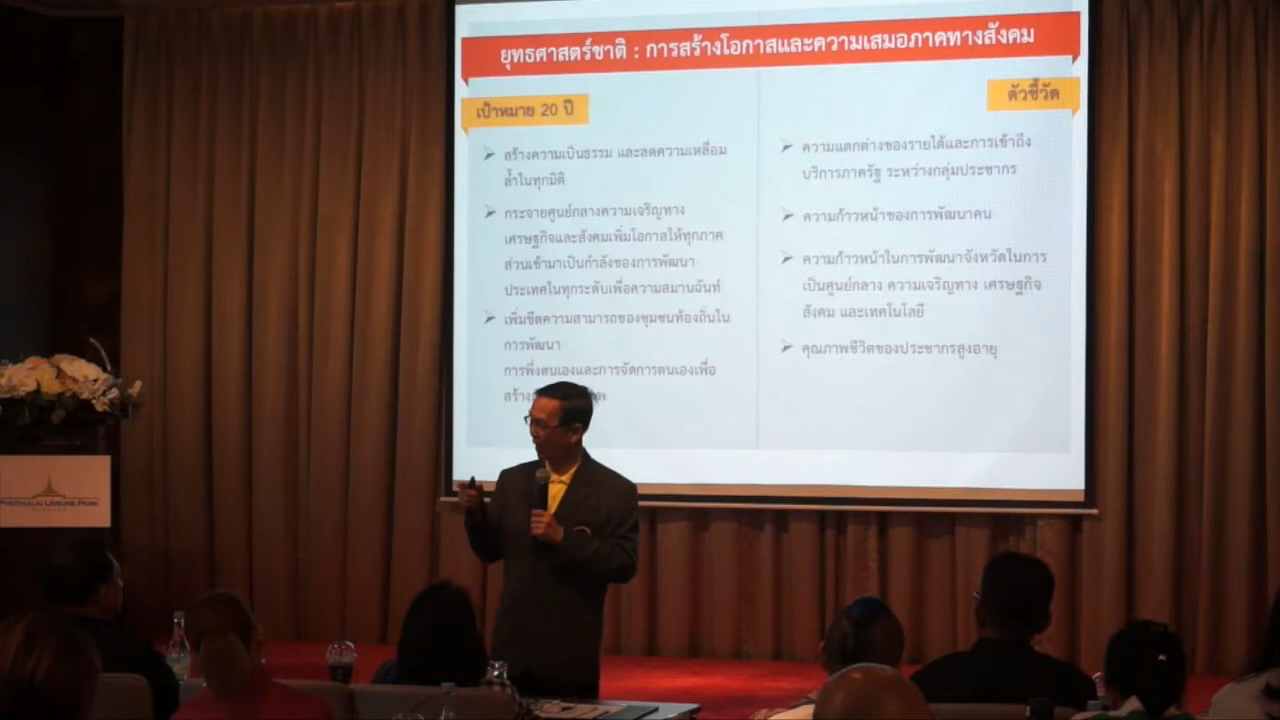 ยุทธศาสตร์ชาติ : การสร้างโอกาสและความเสมอภาคทางสังคม
เป้าหมาย 20 ปี
สร้างความเป็นธรรม และลดความเหลื่อม
ล้ำในทุกมิติ
กระจายศูนย์กลางความเจริญทาง
เศรษฐกิจและสังคมเพิ่มโอกาสให้ทุกภาค
ส่วนเข้ามาเป็นกำลังของการพัฒนา
ประเทศในทุกระดับเพื่อความสมานฉันท์
เพิ่มขีดความสามารถของชุมชนท้องถิ่นใน
การพัฒนา
การพึ่งตนเองและการจัดการตนเองเพื่อ
ตัวชี้วัด
ความแตกต่างของรายได้และการเข้าถึง
บริการภาครัฐ ระหว่างกลุ่มประชากร
ความก้าวหน้าของการพัฒนาคน
ความก้าวหน้าในการพัฒนาจังหวัดในการ
เป็นศูนย์กลาง ความเจริญทาง เศรษฐกิจ
สังคม และเทคโนโลยี
คุณภาพชีวิตของประชากรสูงอายุ
PHOTHALAI LEISURE PARK